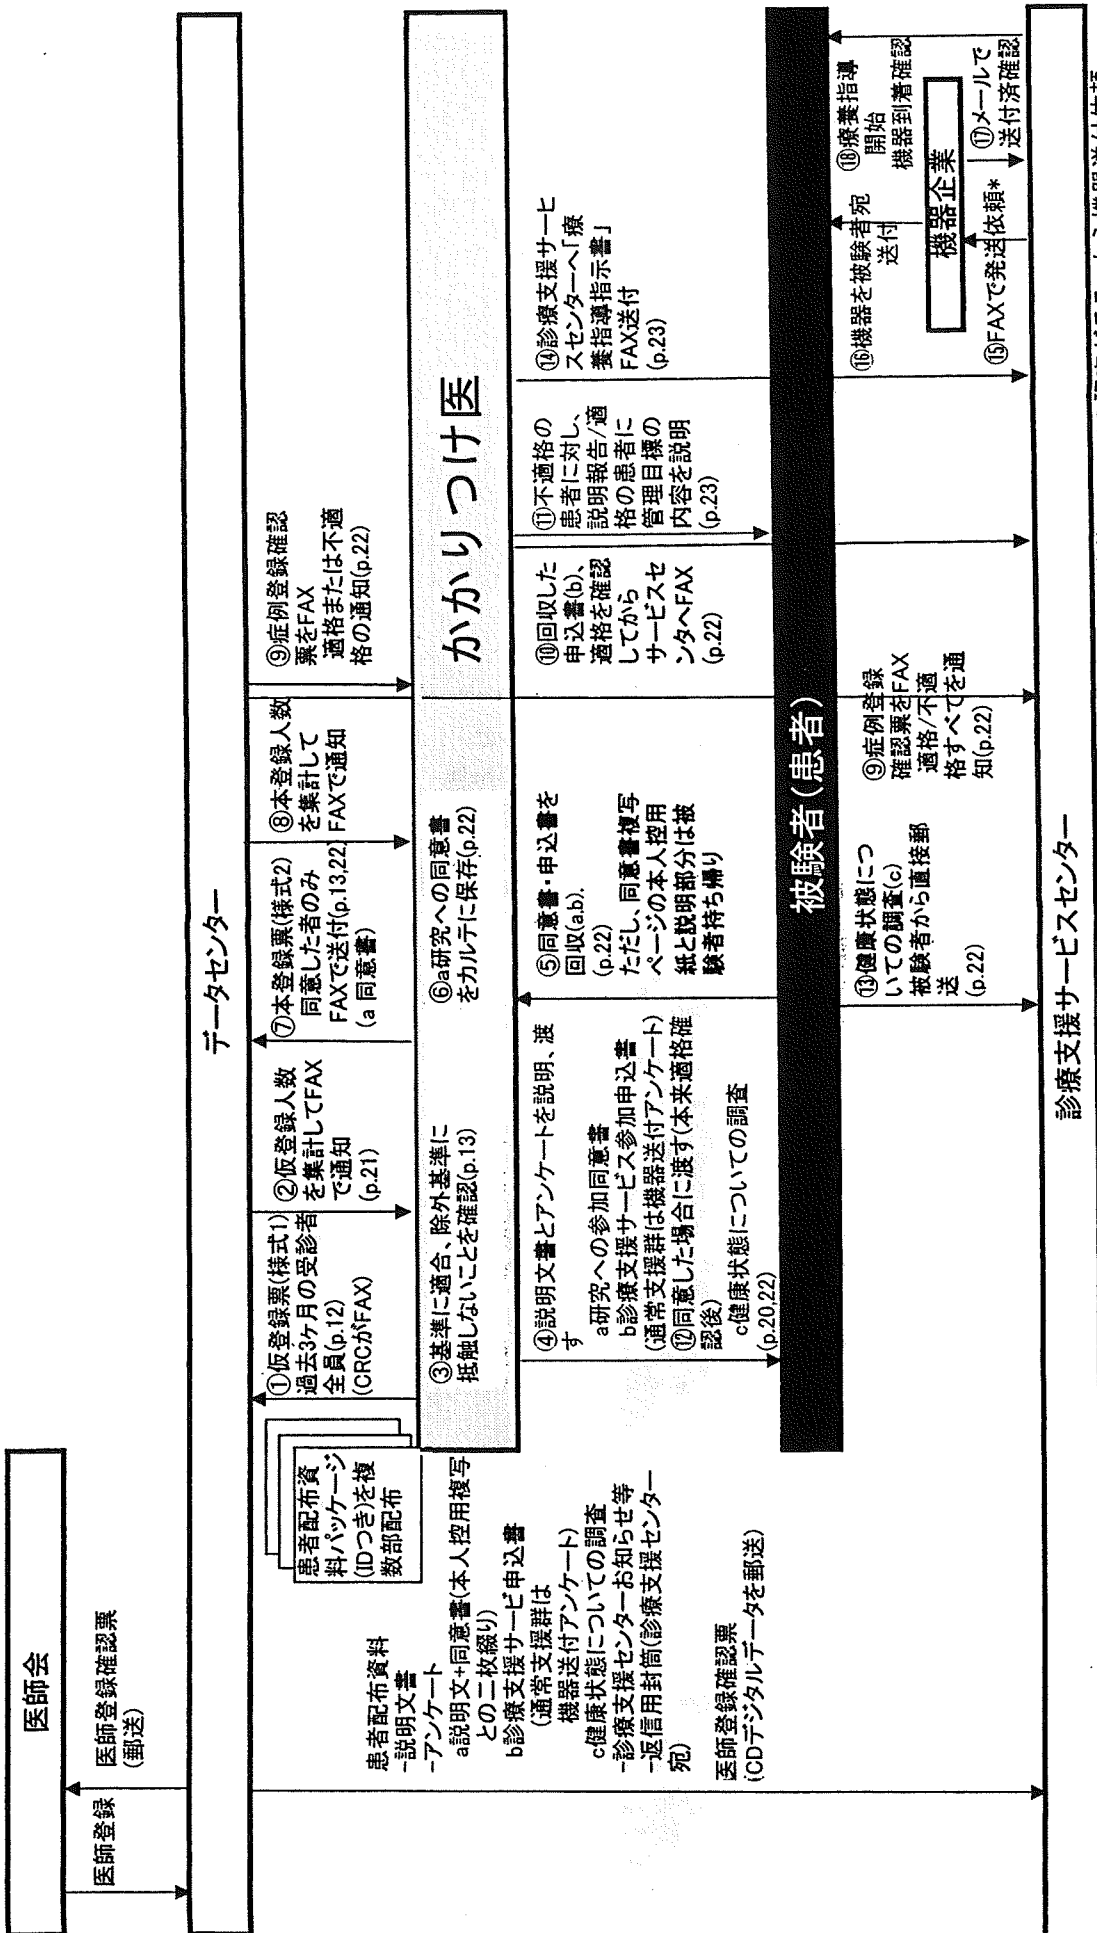 医師会
医師登録
医師登録確認票
(郵送)
データセンター
患者配布資料
-説明文書
-アンケート
a説明文+同意書(本人控用複写
との二枚綴り)
b診療支援サービ申込書
(通常支援群は
機器送付アンケート)
c健康状態についての調査
-診療支援センターお知らせ等
-返信用封筒(診療支援センター
宛)
医師登録確認票
(CDデジタルデータを郵送)
患者配布資
料パッケージ
(IDつき)を複
数部配布
①仮登録票(様式1)
過去3ヶ月の受診者
全員(p.12)
(CRCがFAX)
②仮登録人数
を集計してFAX
で通知
(p.21)
⑦本登録票(様式2)
同意した者のみ
FAXで送付(p.13,22)
(a 同意書)
⑧本登録人数
を集計して
FAXで通知
⑨症例登録確認
票をFAX
適格または不適
格の通知(p.22)
かかりつけ医
③基準に適合、除外基準に
抵触しないことを確認(p.13)
⑥a研究への同意書
をカルテに保存(p.22)
④説明文書とアンケートを説明、渡
す
a研究への参加同意書
b診療支援サービス参加申込書
(通常支援群は機器送付アンケート)
⑫同意した場合に渡す(本来適格確
認後)
c健康状態についての調査
(p.20,22)
⑤同意書・申込書を
回収(a.b).
(p.22)
ただし、同意書複写
ページの本人控用
紙と説明部分は被
験者持ち帰り
⑩回収した
申込書(b)、
適格を確認
してから
サービスセ
ンタへFAX
(p.22)
⑪不適格の
患者に対し、
説明報告/適
格の患者に
管理目標の
内容を説明
(p.23)
⑭診療支援サービ
スセンターへ「療
養指導指示書」
FAX送付
(p.23)
被験者(患者)
⑬健康状態につ
いての調査(c)
被験者から直接郵
送
(p.22)
⑨症例登録
確認票をFAX
適格/不適
格すべてを通
知(p.22)
⑯機器を被験者宛
送付
⑱療養指導
開始
機器到着確認
機器企業
⑮FAXで発送依頼*
⑰メールで
送付済確認
診療支援サービスセンター